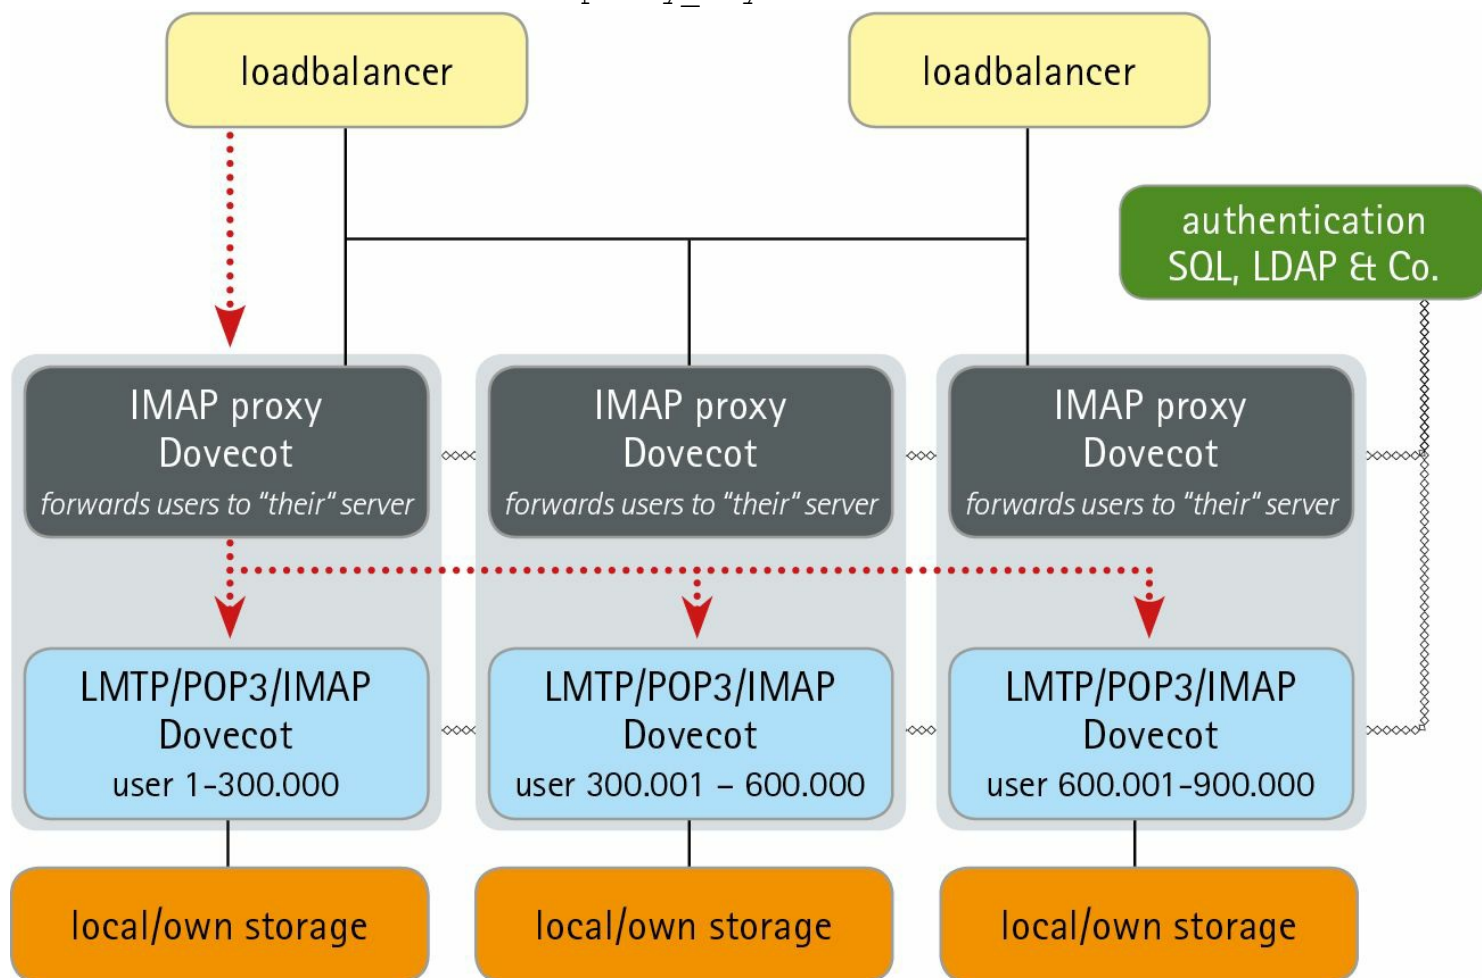 loadbalancer
loadbalancer
authentication
SQL, LDAP & Co.
IMAP proxy
Dovecot
forwards users to “their“ server
IMAP proxy
Dovecot
forwards users to “their“ server
IMAP proxy
Dovecot
forwards users to “their“ server
LMTP/POP3/IMAP
Dovecot
user 1-300.000
LMTP/POP3/IMAP
Dovecot
user 300.001 – 600.000
LMTP/POP3/IMAP
Dovecot
user 600.001-900.000
local/own storage
local/own storage
local/own storage